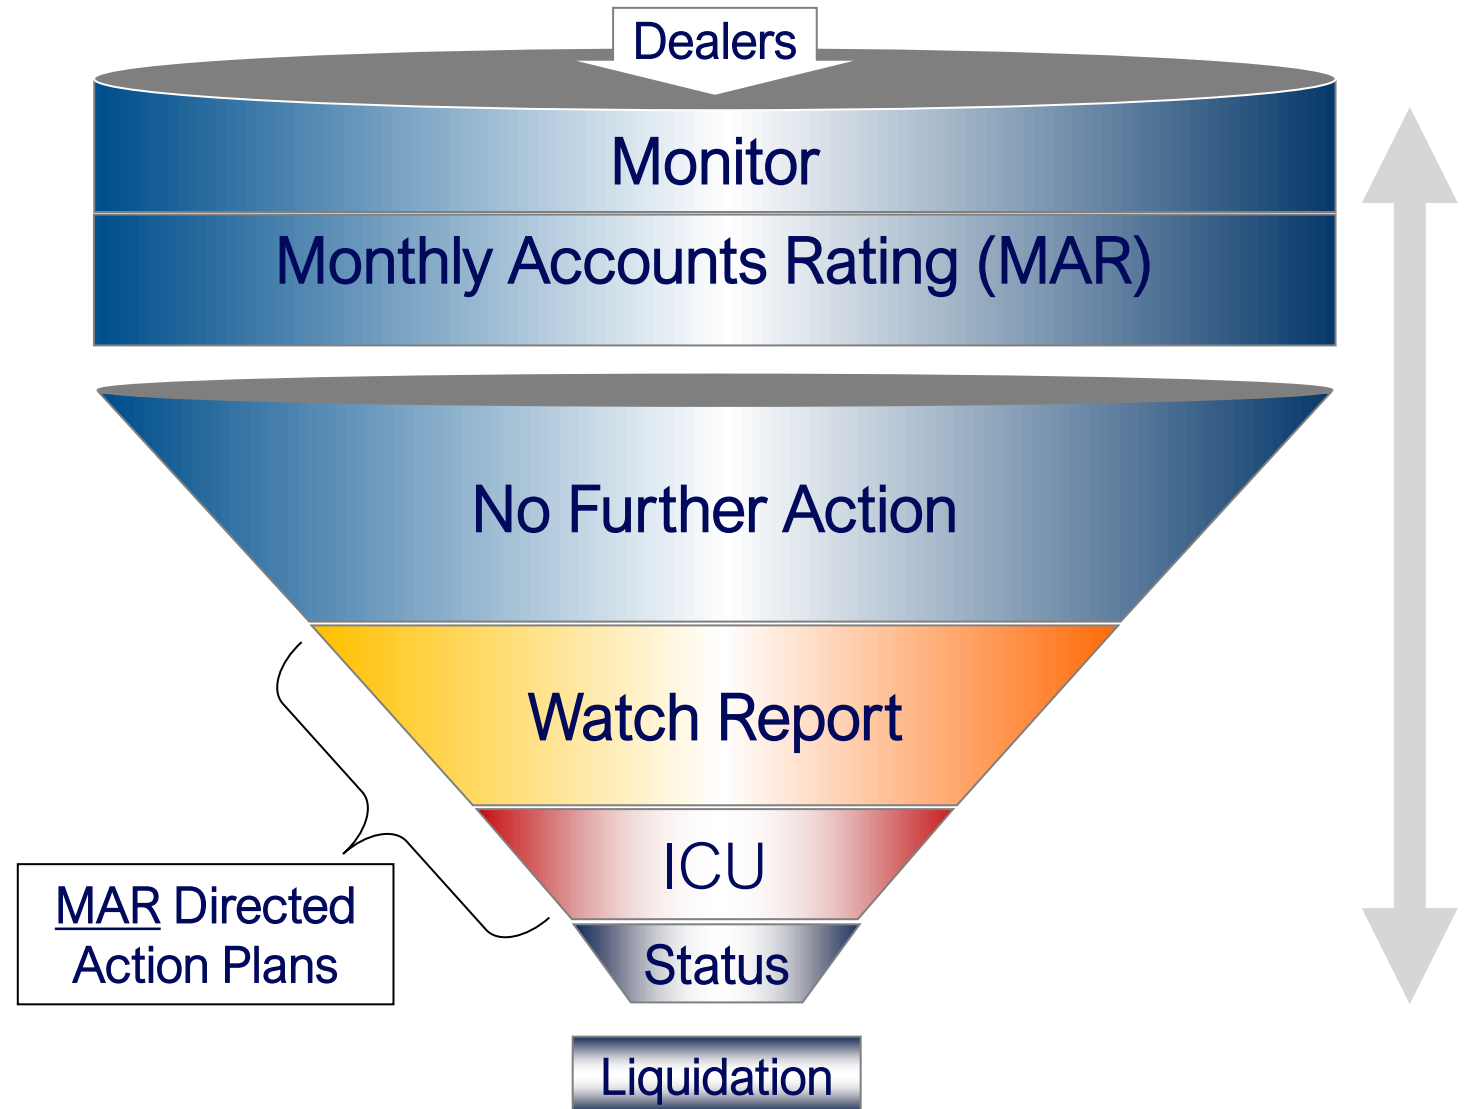 Dealers
Monitor
Monthly Accounts Rating (MAR)
No Further Action
Watch Report
ICU
MAR Directed
Action Plans
Status
Liquidation